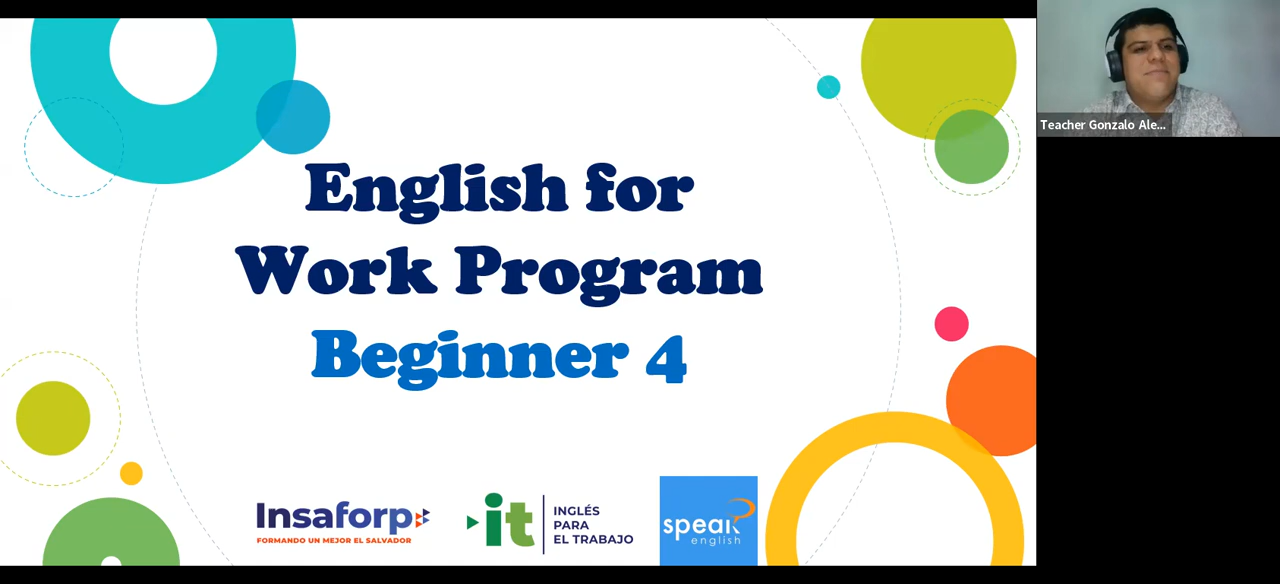 English for
Work Program
Beginner 4
Insaforp
FORMANDO UN MEJOR EL SALVADOR
it
INGLÉS
PARA
EL TRABAJO
speak
english
Teacher Gonzalo Ale...